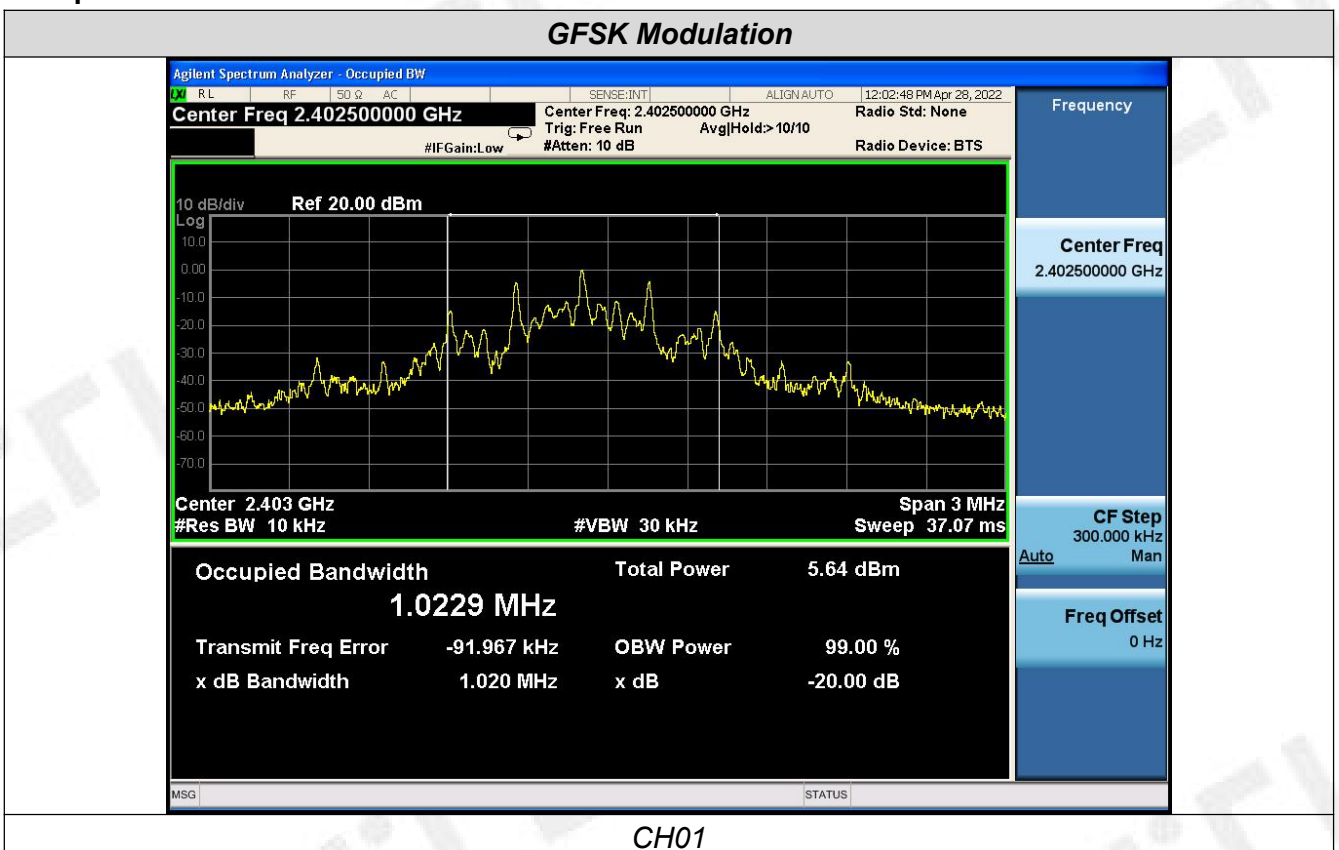 GFSK Modulation
Agilent Spectrum Analyzer - Occupied BW
LXI RL RF 50 Ω AC SENSE:INT ALIGN AUTO 12:02:48 PM Apr 28, 2022
Center Freq 2.402500000 GHz
Center Freq: 2.402500000 GHz Radio Std: None
Trig: Free Run Avg|Hold:> 10/10
#IFGain:Low #Atten: 10 dB Radio Device: BTS
Frequency
10 dB/div Ref 20.00 dBm
Log
10.0
0.00
-10.0
-20.0
-30.0
-40.0
-50.0
-60.0
-70.0
Center 2.403 GHz Span 3 MHz
#Res BW 10 kHz #VBW 30 kHz Sweep 37.07 ms
Center Freq
2.402500000 GHz
CF Step
300.000 kHz
Auto Man
Freq Offset
0 Hz
Occupied Bandwidth Total Power 5.64 dBm
1.0229 MHz
Transmit Freq Error -91.967 kHz OBW Power 99.00 %
x dB Bandwidth 1.020 MHz x dB -20.00 dB
MSG STATUS
CH01